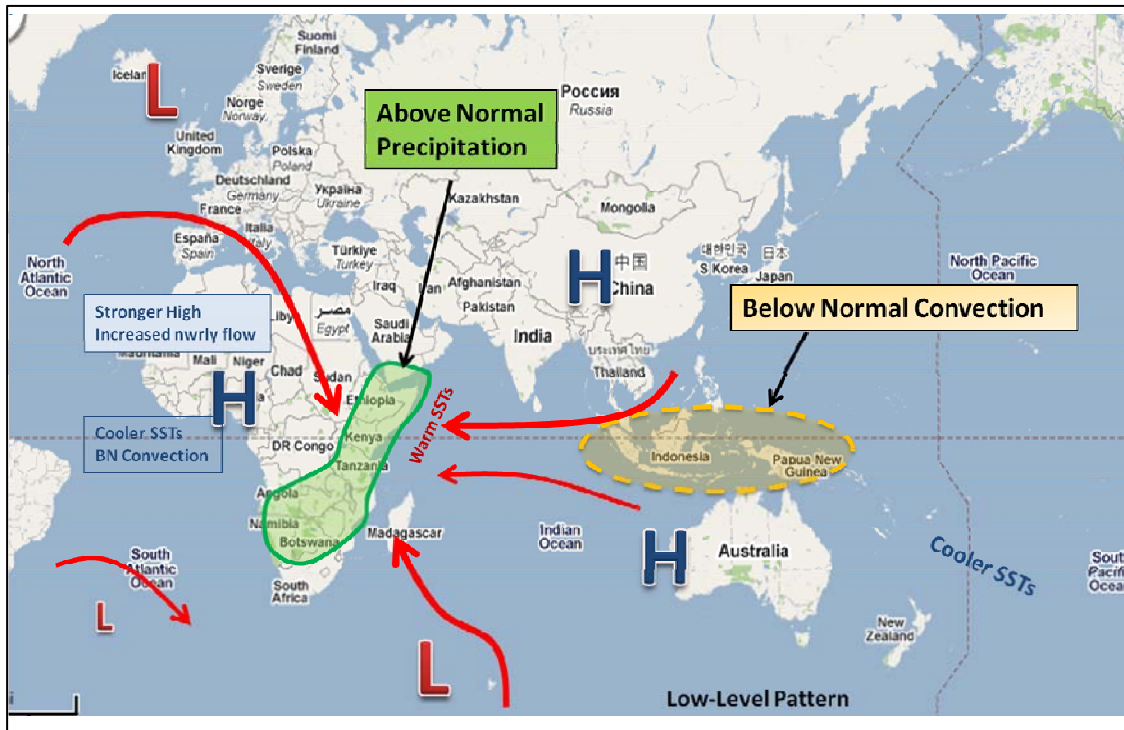 Iceland
L
Suomi
Finland
Sverige
Sweden
Norge
Norway
Россия
Russia
United
Kingdom
Above Normal
Precipitation
Polska
Poland
Deutschland
Germany
Україна
Ukraine
Kazakhstan
Mongolia
France
Italia
Italy
España
Spain
Türkiye
Turkey
H
中国
China
대한민국
S Korea
日本
Japan
North
Atlantic
Ocean
North Pacific
Ocean
Iraq
Iran
Afghanistan
Pakistan
Stronger High
Increased nwrly flow
Below Normal Convection
مصر
Egypt
Saudi
Arabia
India
ประเทศไทย
Thailand
Mauritania
Mali
Niger
Chad
Sudan
H
Ethiopia
Warm SSTs
Cooler SSTs
BN Convection
DR Congo
Kenya
Tanzania
Indonesia
Papua New
Guinea
Angola
Namibia
Botswana
Madagascar
Indian
Ocean
H
Australia
Cooler SSTs
South
Atlantic
Ocean
South
Africa
L
L
New
Zealand
Low-Level Pattern